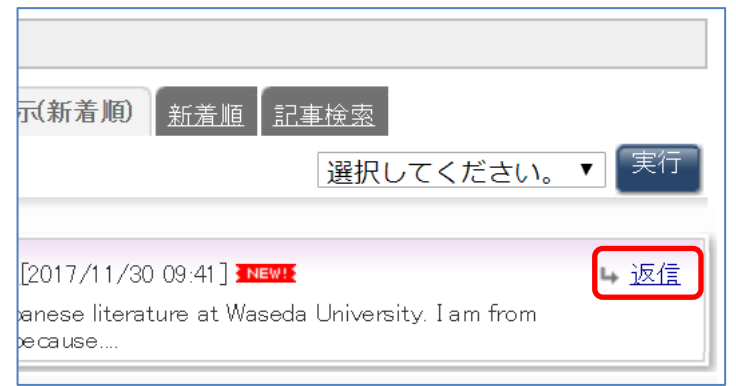 示(新着順) 新着順 記事検索
選択してください。 ▼ 実行
[2017/11/30 09:41] NEW!! 返信
anese literature at Waseda University. I am from
because....